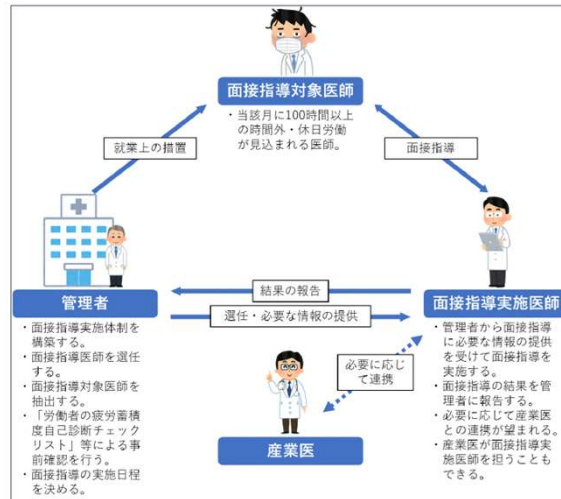 面接指導対象医師
・当該月に100時間以上
の時間外・休日労働
が見込まれる医師。
就業上の措置
面接指導
結果の報告
選任・必要な情報の提供
管理者
・面接指導実施体制を
構築する。
・面接指導医師を選任
する。
・面接指導対象医師を
抽出する。
・「労働者の疲労蓄積
度自己診断チェック
リスト」等による事
前確認を行う。
・面接指導の実施日程
を決める。
面接指導実施医師
・管理者から面接指導
に必要な情報の提供
を受けて面接指導を
実施する。
・面接指導の結果を管
理者に報告する。
・必要に応じて産業医
との連携が望まれる。
・産業医が面接指導実
施医師を担うことも
できる。
必要に応じ
て連携
産業医